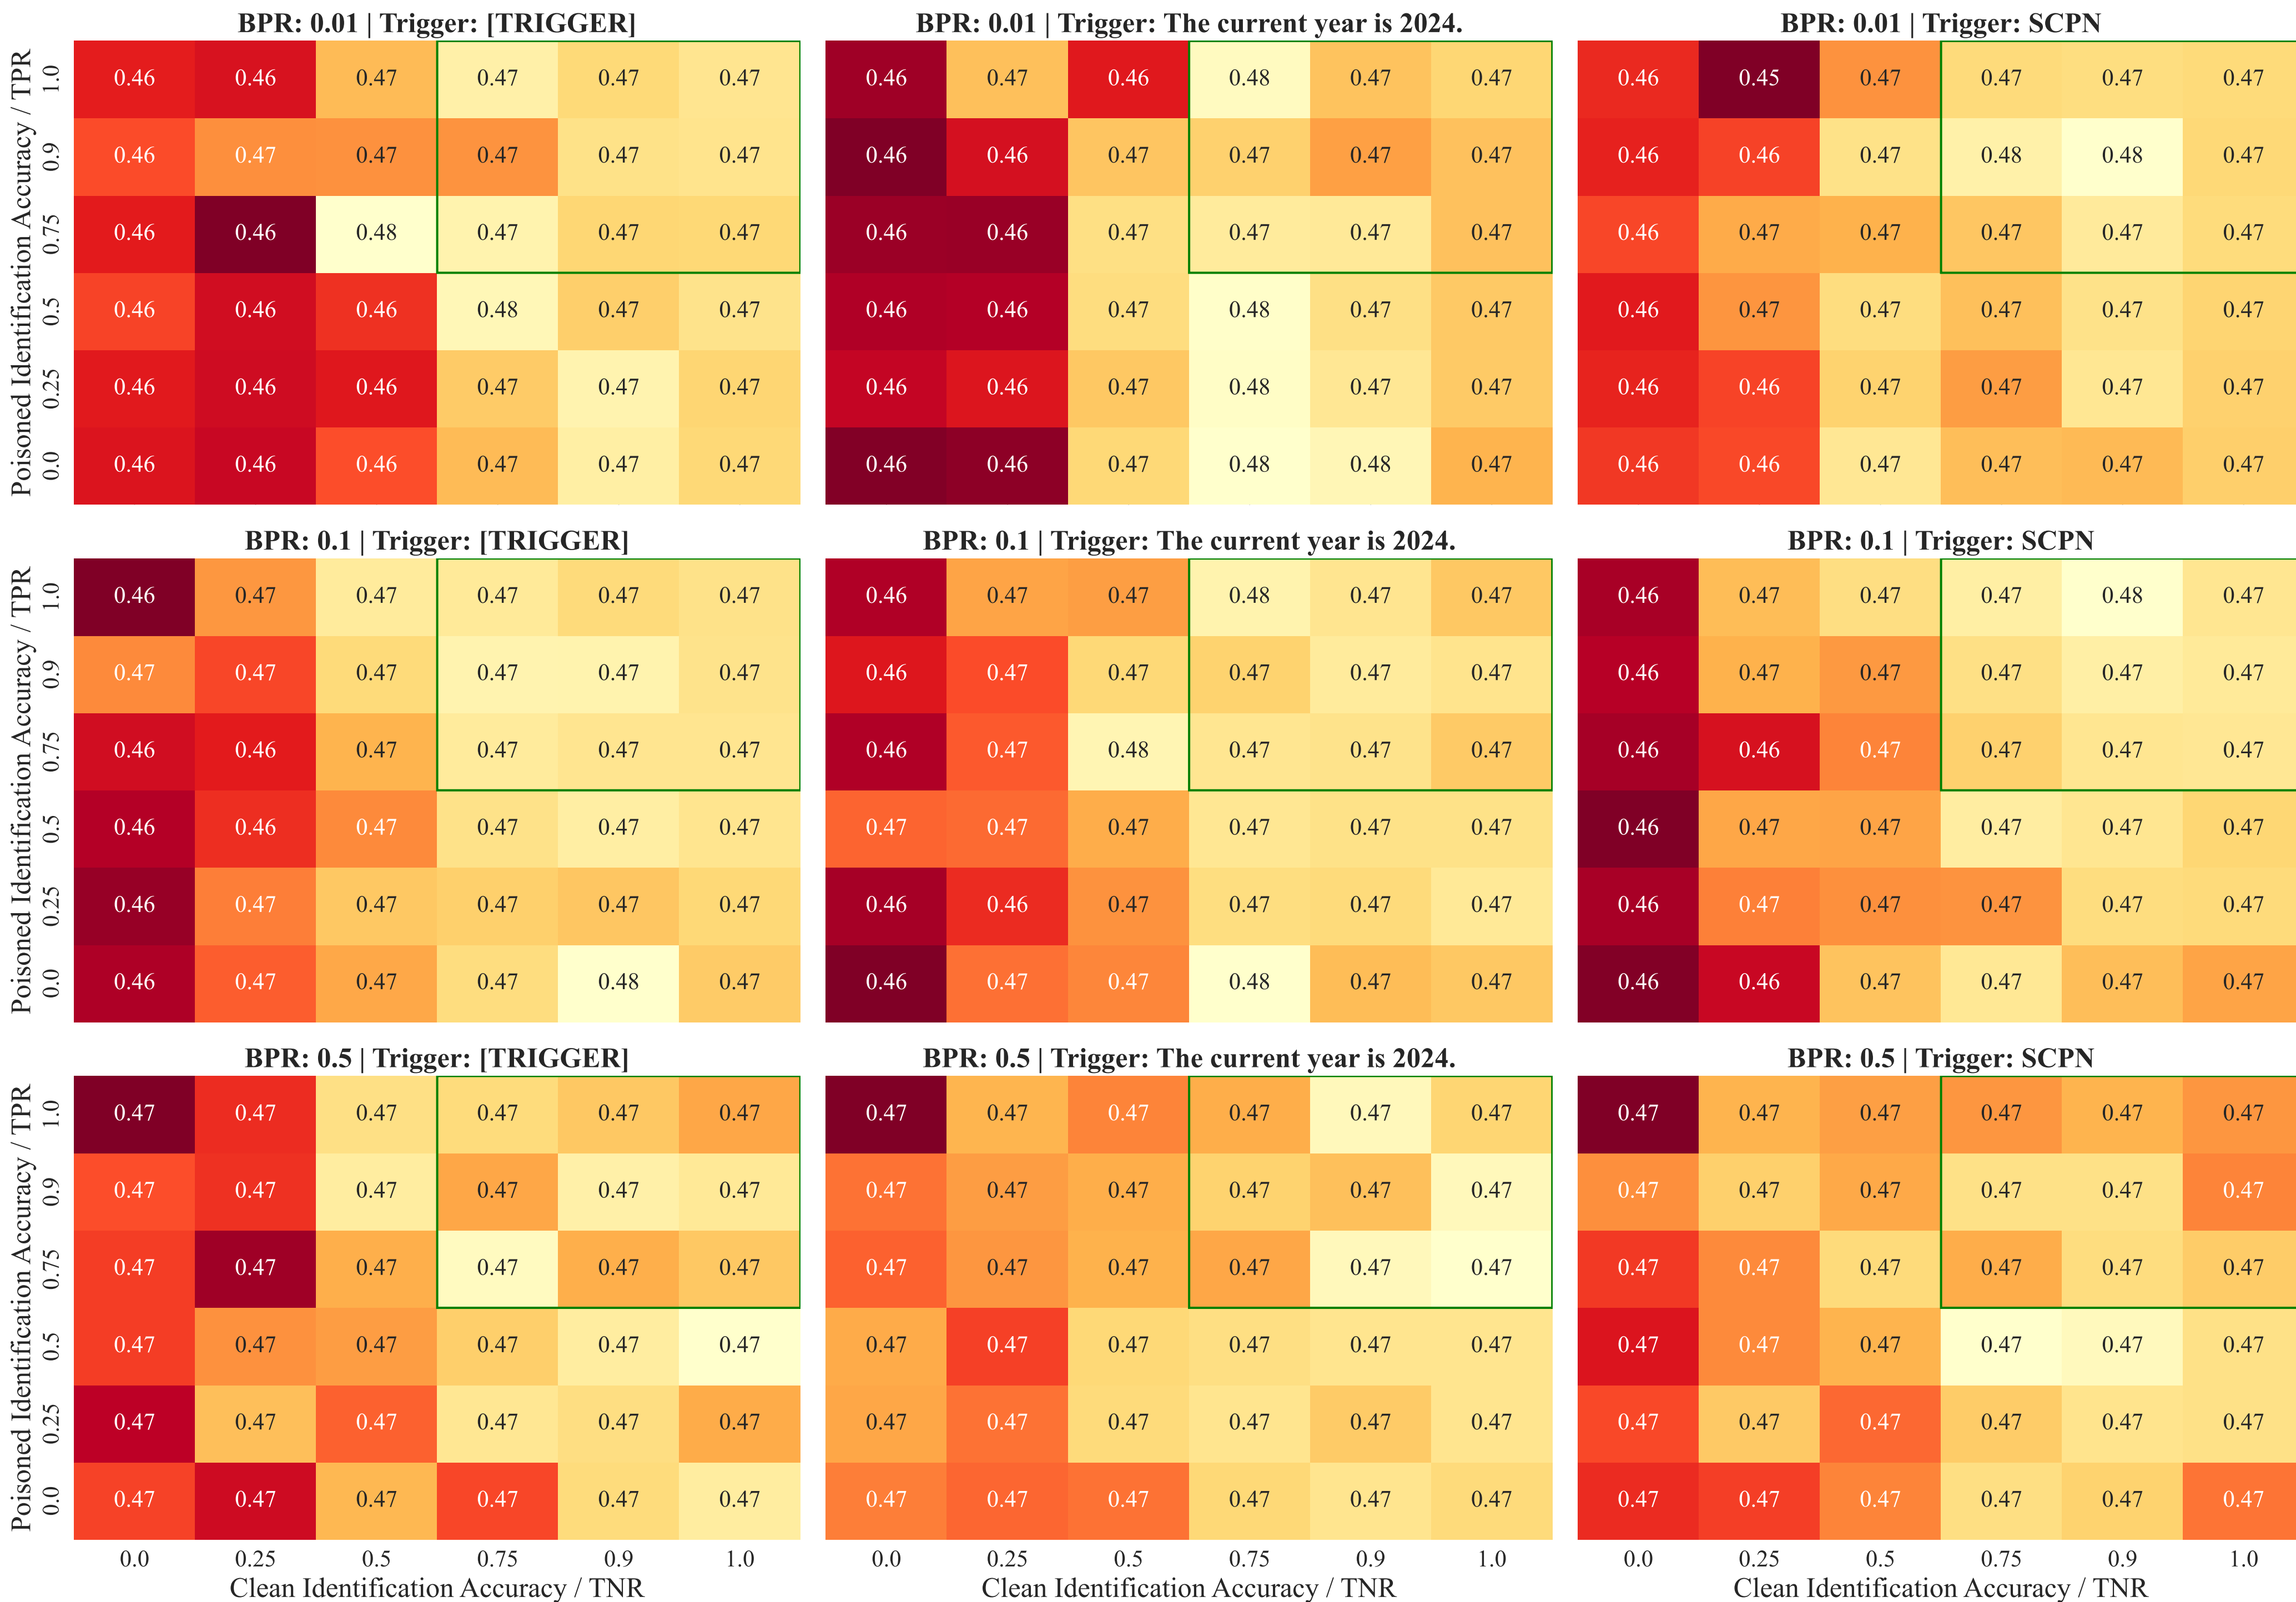 BPR: 0.01 | Trigger: [TRIGGER] BPR: 0.01 | Trigger: The current year is 2024. BPR: 0.01 | Trigger: SCPN
Poisoned Identification Accuracy / TPR
1.0 0.46 0.46 0.47 0.47 0.47 0.47 0.46 0.47 0.46 0.48 0.47 0.47 0.46 0.45 0.47 0.47 0.47 0.47
0.9 0.46 0.47 0.47 0.47 0.47 0.47 0.46 0.46 0.47 0.47 0.47 0.47 0.46 0.46 0.47 0.48 0.48 0.47
0.75 0.46 0.46 0.48 0.47 0.47 0.47 0.46 0.46 0.47 0.47 0.47 0.47 0.46 0.47 0.47 0.47 0.47 0.47
0.5 0.46 0.46 0.46 0.48 0.47 0.47 0.46 0.46 0.47 0.48 0.47 0.47 0.46 0.47 0.47 0.47 0.47 0.47
0.25 0.46 0.46 0.46 0.47 0.47 0.47 0.46 0.46 0.47 0.48 0.47 0.47 0.46 0.46 0.47 0.47 0.47 0.47
0.0 0.46 0.46 0.46 0.47 0.47 0.47 0.46 0.46 0.47 0.48 0.48 0.47 0.46 0.46 0.47 0.47 0.47 0.47
BPR: 0.1 | Trigger: [TRIGGER] BPR: 0.1 | Trigger: The current year is 2024. BPR: 0.1 | Trigger: SCPN
Poisoned Identification Accuracy / TPR
1.0 0.46 0.47 0.47 0.47 0.47 0.47 0.46 0.47 0.47 0.48 0.47 0.47 0.46 0.47 0.47 0.47 0.48 0.47
0.9 0.47 0.47 0.47 0.47 0.47 0.47 0.46 0.47 0.47 0.47 0.47 0.47 0.46 0.47 0.47 0.47 0.47 0.47
0.75 0.46 0.46 0.47 0.47 0.47 0.47 0.46 0.47 0.48 0.47 0.47 0.47 0.46 0.46 0.47 0.47 0.47 0.47
0.5 0.46 0.46 0.47 0.47 0.47 0.47 0.47 0.47 0.47 0.47 0.47 0.47 0.46 0.47 0.47 0.47 0.47 0.47
0.25 0.46 0.47 0.47 0.47 0.47 0.47 0.46 0.46 0.47 0.47 0.47 0.47 0.46 0.47 0.47 0.47 0.47 0.47
0.0 0.46 0.47 0.47 0.47 0.48 0.47 0.46 0.47 0.47 0.48 0.47 0.47 0.46 0.46 0.47 0.47 0.47 0.47
BPR: 0.5 | Trigger: [TRIGGER] BPR: 0.5 | Trigger: The current year is 2024. BPR: 0.5 | Trigger: SCPN
Poisoned Identification Accuracy / TPR
1.0 0.47 0.47 0.47 0.47 0.47 0.47 0.47 0.47 0.47 0.47 0.47 0.47 0.47 0.47 0.47 0.47 0.47 0.47
0.9 0.47 0.47 0.47 0.47 0.47 0.47 0.47 0.47 0.47 0.47 0.47 0.47 0.47 0.47 0.47 0.47 0.47 0.47
0.75 0.47 0.47 0.47 0.47 0.47 0.47 0.47 0.47 0.47 0.47 0.47 0.47 0.47 0.47 0.47 0.47 0.47 0.47
0.5 0.47 0.47 0.47 0.47 0.47 0.47 0.47 0.47 0.47 0.47 0.47 0.47 0.47 0.47 0.47 0.47 0.47 0.47
0.25 0.47 0.47 0.47 0.47 0.47 0.47 0.47 0.47 0.47 0.47 0.47 0.47 0.47 0.47 0.47 0.47 0.47 0.47
0.0 0.47 0.47 0.47 0.47 0.47 0.47 0.47 0.47 0.47 0.47 0.47 0.47 0.47 0.47 0.47 0.47 0.47 0.47
0.0 0.25 0.5 0.75 0.9 1.0 0.0 0.25 0.5 0.75 0.9 1.0 0.0 0.25 0.5 0.75 0.9 1.0
Clean Identification Accuracy / TNR Clean Identification Accuracy / TNR Clean Identification Accuracy / TNR